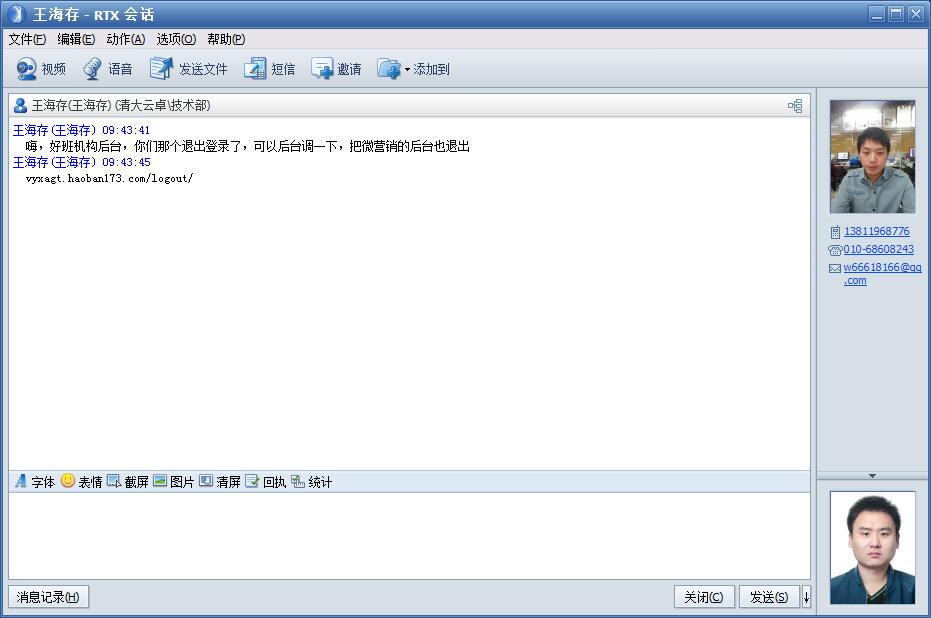 王海存 - RTX 会话
文件(F) 编辑(E) 动作(A) 选项(O) 帮助(P)
视频 语音 发送文件 短信 邀请 添加到
王海存(王海存) (清大云卓\技术部)
王海存(王海存) 09:43:41
嗨，好班机构后台，你们那个退出登录了，可以后台调一下，把微营销的后台也退出
王海存(王海存) 09:43:45
vyxagt.haoban173.com/logout/
13811968776
010-68608243
w66618166@qq
.com
字体 表情 截屏 图片 清屏 回执 统计
消息记录(H) 关闭(C) 发送(S)